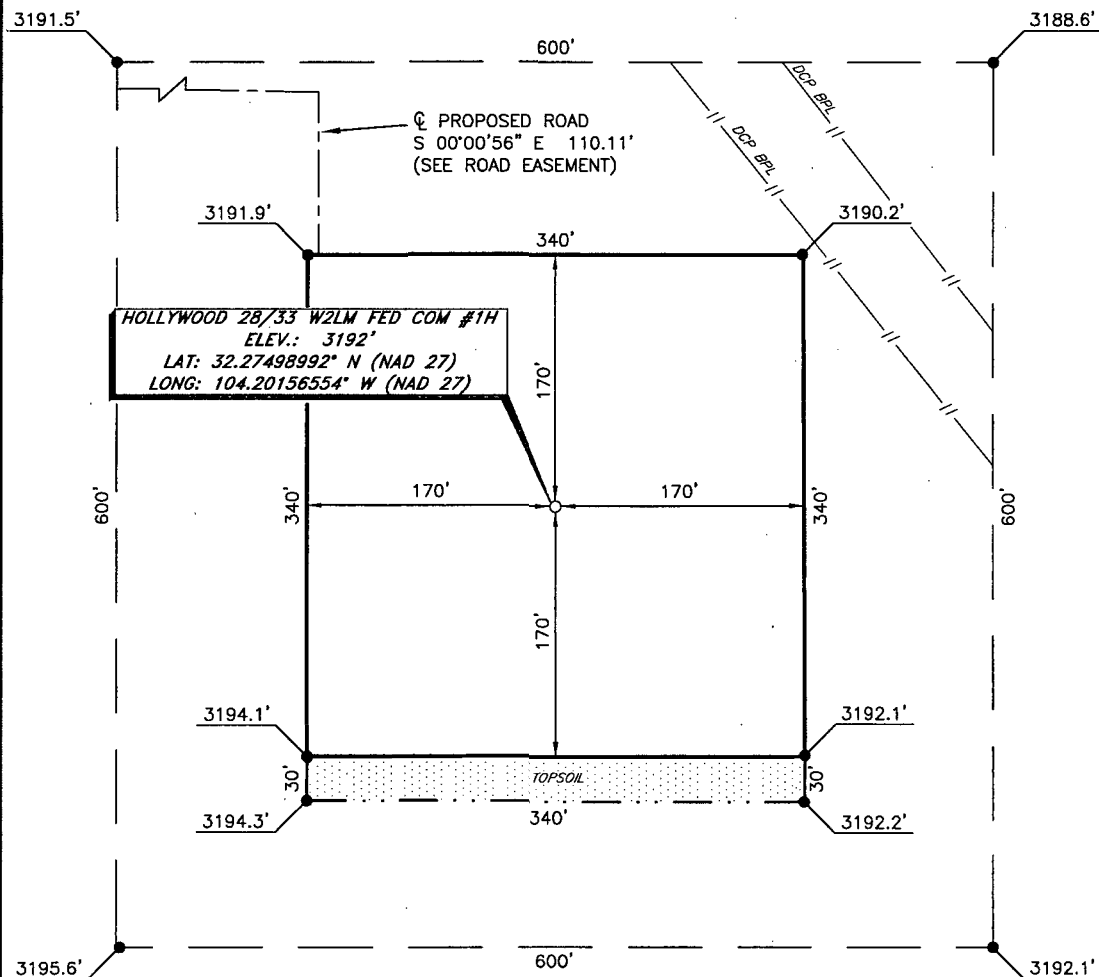 3191.5'
3188.6'
600'
DCP BPL
DCP BPL
℄ PROPOSED ROAD
S 00°00'56" E 110.11'
(SEE ROAD EASEMENT)
3191.9'
3190.2'
340'
HOLLYWOOD 28/33 W2LM FED COM #1H
ELEV.: 3192'
LAT: 32.27498992° N (NAD 27)
LONG: 104.20156554° W (NAD 27)
170'
600'
340'
170'
170'
340'
600'
170'
3194.1'
3192.1'
30'
TOPSOIL
30'
3194.3'
340'
3192.2'
3195.6'
600'
3192.1'